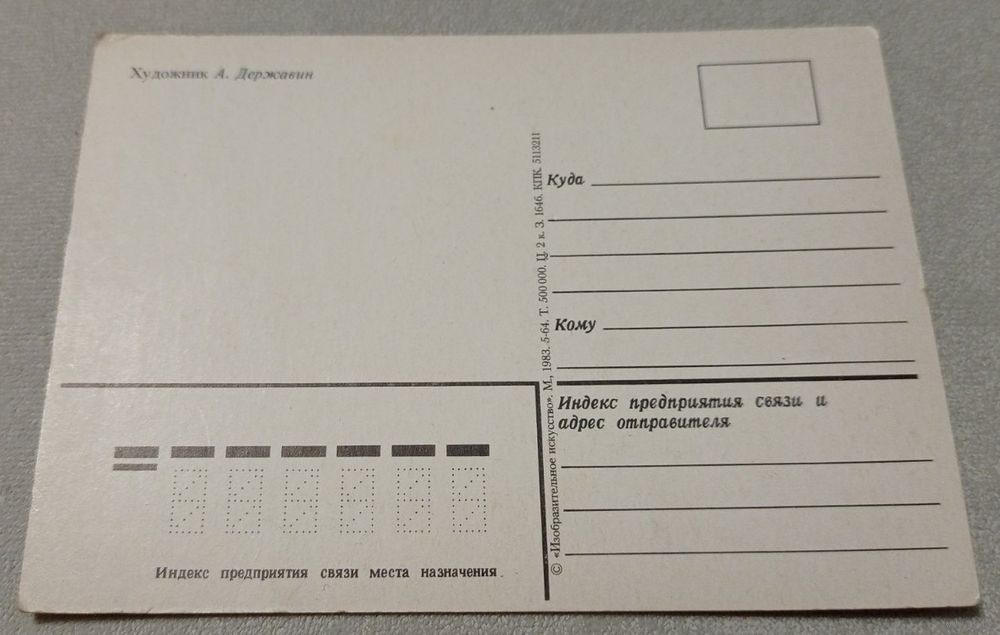 Художник А. Державин
Куда
Кому
Индекс предприятия связи и
адрес отправителя
Индекс предприятия связи места назначения
© «Изобразительное искусство». М., 1983. 5-64. Т. 500 000. Ц. 2 к. З. 1646. КПК. 5113211